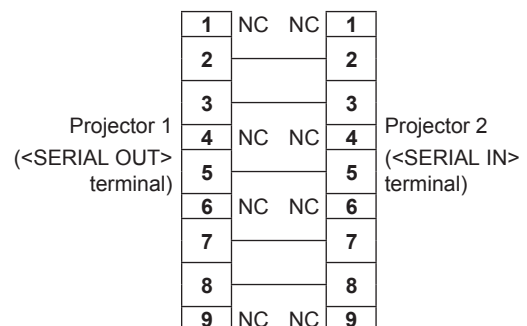 1 NC NC 1
2 2
3 3
Projector 1
(<SERIAL OUT>
terminal)
4 NC NC 4
5 5
Projector 2
(<SERIAL IN>
terminal)
6 NC NC 6
7 7
8 8
9 NC NC 9